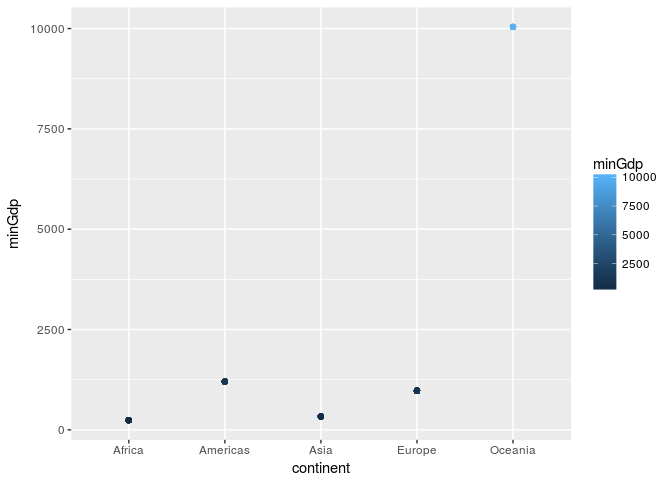 minGdp
10000
7500
5000
2500
0
Africa
Americas
Asia
Europe
Oceania
continent
minGdp
10000
7500
5000
2500